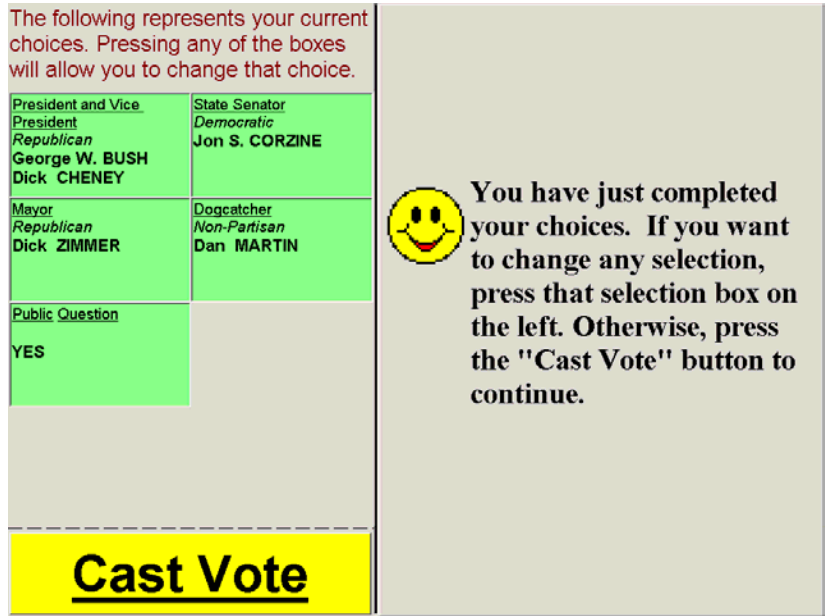 The following represents your current
choices. Pressing any of the boxes
will allow you to change that choice.
President and Vice
President
Republican
George W. BUSH
Dick CHENEY
State Senator
Democratic
Jon S. CORZINE
Mayor
Republican
Dick ZIMMER
Dogcatcher
Non-Partisan
Dan MARTIN
Public Question
YES
Cast Vote
You have just completed
your choices. If you want
to change any selection,
press that selection box on
the left. Otherwise, press
the "Cast Vote" button to
continue.